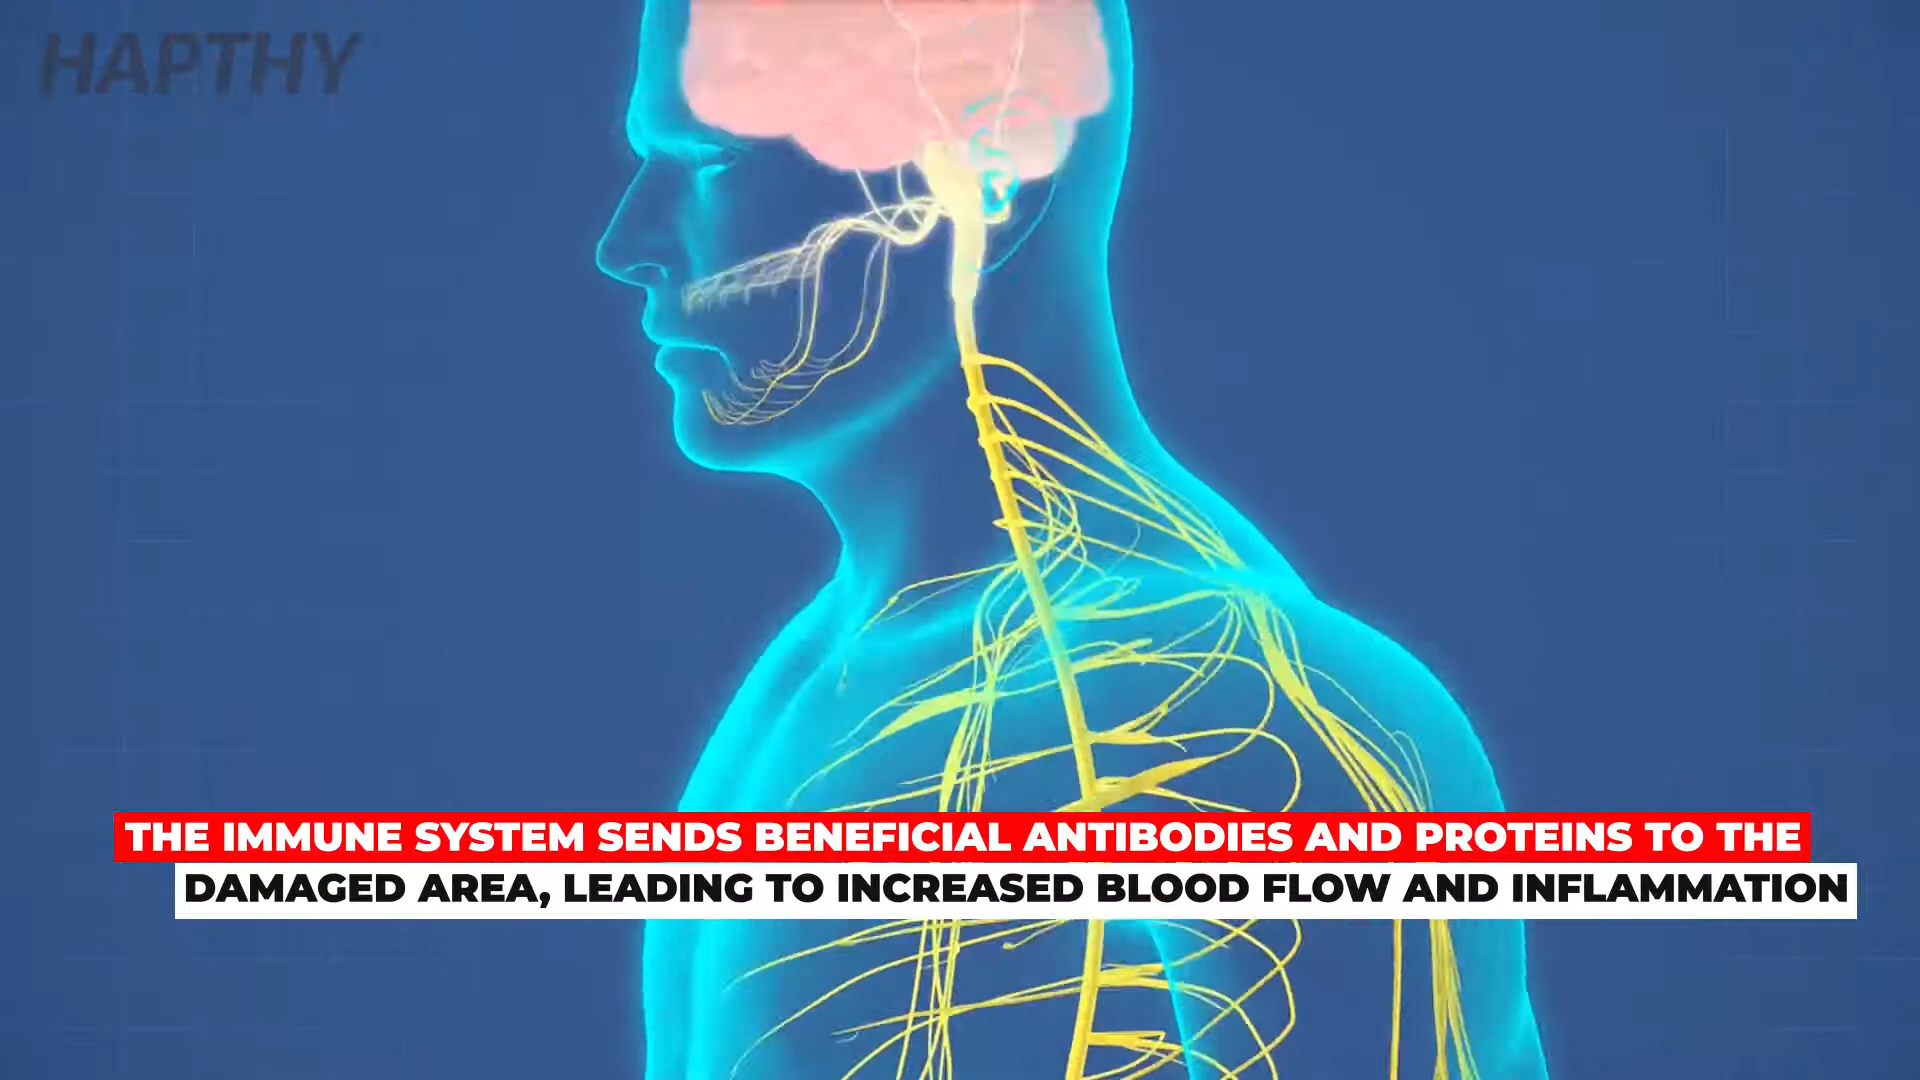 HAPTHY
THE IMMUNE SYSTEM SENDS BENEFICIAL ANTIBODIES AND PROTEINS TO THE
DAMAGED AREA, LEADING TO INCREASED BLOOD FLOW AND INFLAMMATION